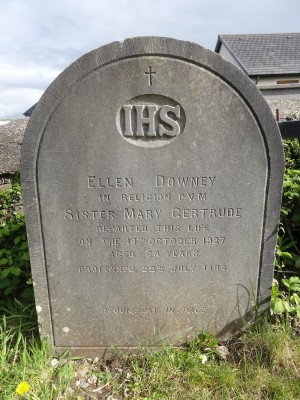 IHS
ELLEN DOWNEY
IN RELIGION
SISTER MARY GERTRUDE
DEPARTED THIS LIFE
ON THE OCTOBER 1927
AGED YEARS
PROFESSED 22ND JULY
REQUIESCAT IN PACE